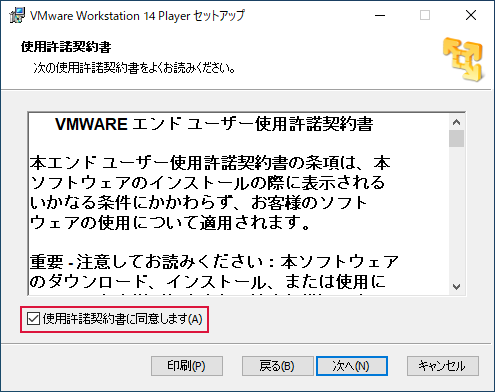 VMware Workstation 14 Player セットアップ
使用許諾契約書
次の使用許諾契約書をよくお読みください。
VMWARE エンド ユーザー使用許諾契約書
本エンド ユーザー使用許諾契約書の条項は、本
ソフトウェアのインストールの際に表示される
いかなる条件にかかわらず、お客様のソフト
ウェアの使用について適用されます。
重要 - 注意してお読みください：本ソフトウェア
のダウンロード、インストール、または使用に
使用許諾契約書に同意します(A)
印刷(P)
戻る(B)
次へ(N)
キャンセル